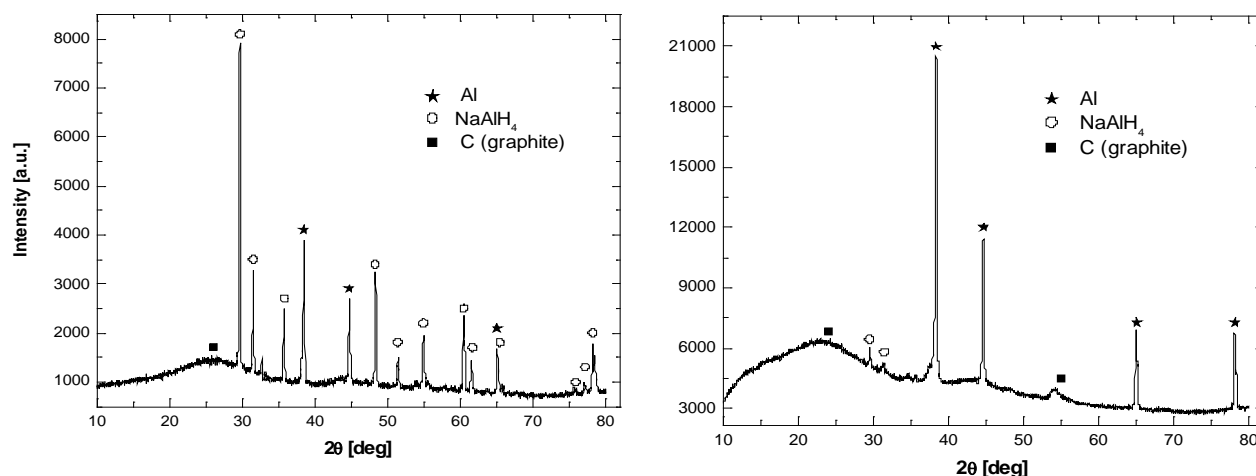 8000
7000
6000
5000
4000
3000
2000
1000
Intensity [a.u.]
Al
NaAlH₄
C (graphite)
10 20 30 40 50 60 70 80
2θ [deg]
21000
18000
15000
12000
9000
6000
3000
Al
NaAlH₄
C (graphite)
10 20 30 40 50 60 70 80
2θ [deg]